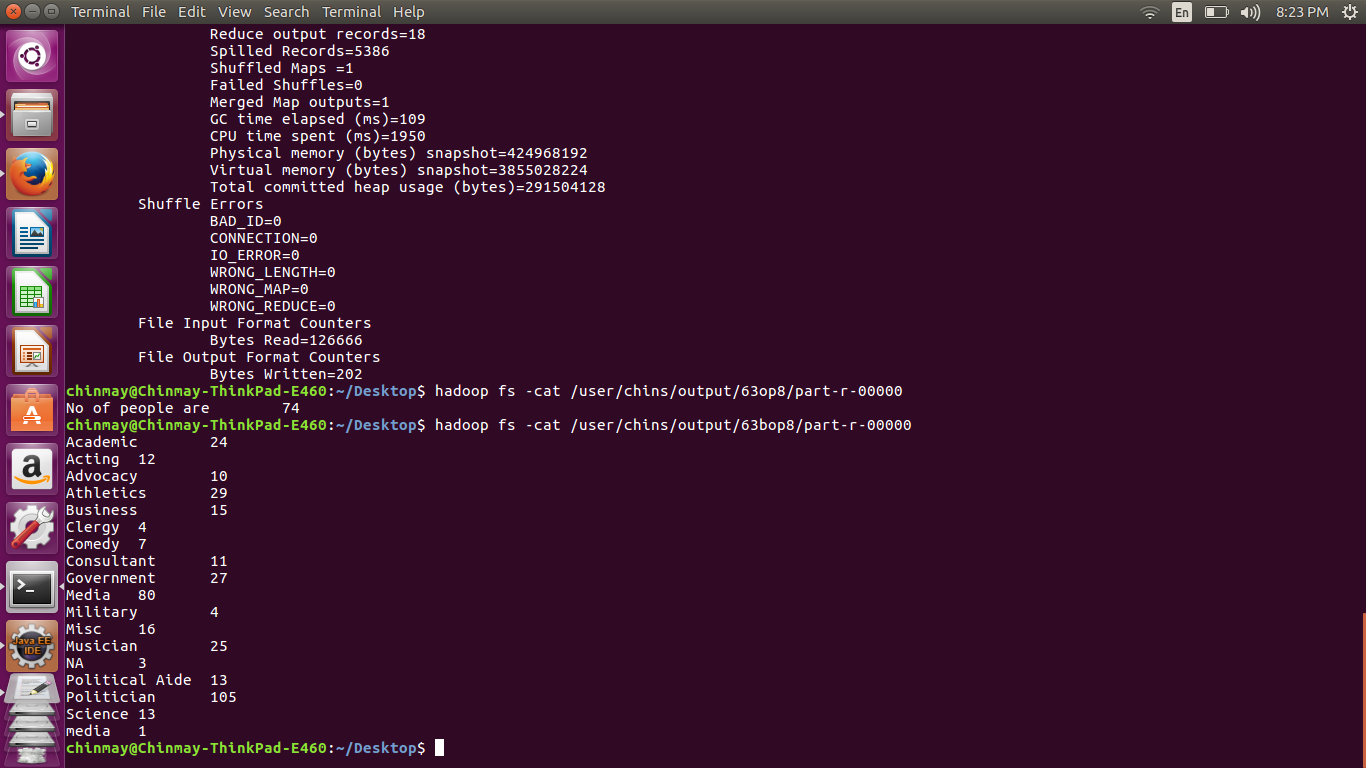 Terminal File Edit View Search Terminal Help En 8:23 PM
Reduce output records=18
Spilled Records=5386
Shuffled Maps =1
Failed Shuffles=0
Merged Map outputs=1
GC time elapsed (ms)=109
CPU time spent (ms)=1950
Physical memory (bytes) snapshot=424968192
Virtual memory (bytes) snapshot=3855028224
Total committed heap usage (bytes)=291504128
Shuffle Errors
BAD_ID=0
CONNECTION=0
IO_ERROR=0
WRONG_LENGTH=0
WRONG_MAP=0
WRONG_REDUCE=0
File Input Format Counters
Bytes Read=126666
File Output Format Counters
Bytes Written=202
chinmay@Chinmay-ThinkPad-E460:~/Desktop$ hadoop fs -cat /user/chins/output/63op8/part-r-00000
No of people are 74
chinmay@Chinmay-ThinkPad-E460:~/Desktop$ hadoop fs -cat /user/chins/output/63bop8/part-r-00000
Academic 24
Acting 12
Advocacy 10
Athletics 29
Business 15
Clergy 4
Comedy 7
Consultant 11
Government 27
Media 80
Military 4
Misc 16
Musician 25
NA 3
Political Aide 13
Politician 105
Science 13
media 1
chinmay@Chinmay-ThinkPad-E460:~/Desktop$
a
Java EE
IDE